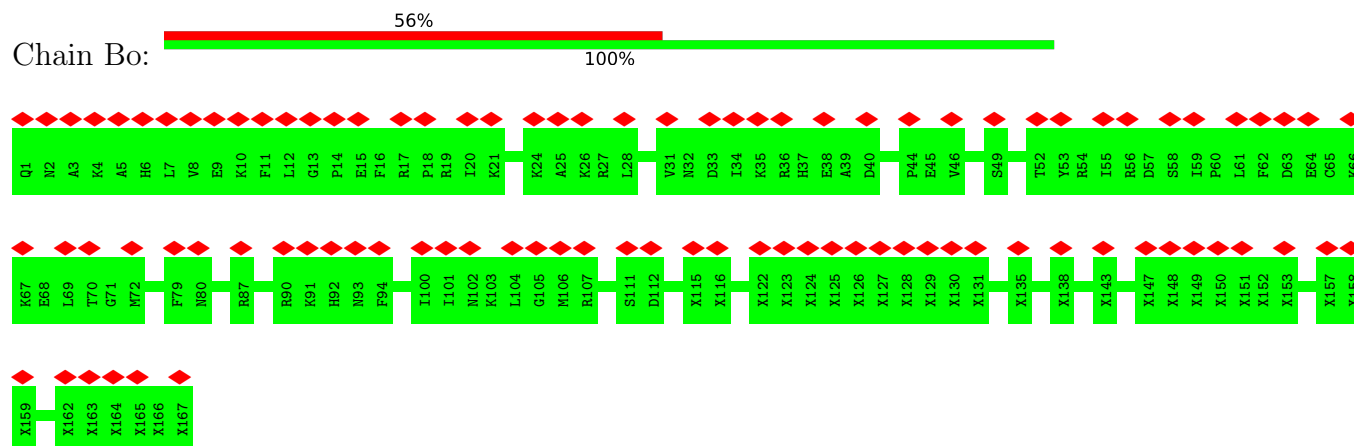 56%
Chain Bo:
100%
Q1 N2 A3 K4 A5 H6 L7 V8 E9 K10 F11 L12 G13 P14 E15 F16 R17 P18 R19 I20 K21 K24 A25 K26 R27 L28 V31 N32 D33 I34 K35 R36 H37 E38 A39 D40 P44 E45 V46 S49 T52 Y53 R54 I55 R56 D57 S58 I59 P60 L61 F62 D63 E64 C65 K66
K67 E68 L69 T70 G71 M72 F79 N80 R87 R90 K91 H92 N93 F94 I100 I101 N102 K103 L104 G105 M106 R107 S111 D112 X115 X116 X122 X123 X124 X125 X126 X127 X128 X129 X130 X131 X135 X138 X143 X147 X148 X149 X150 X151 X152 X153 X157 X158
X159 X162 X163 X164 X165 X166 X167